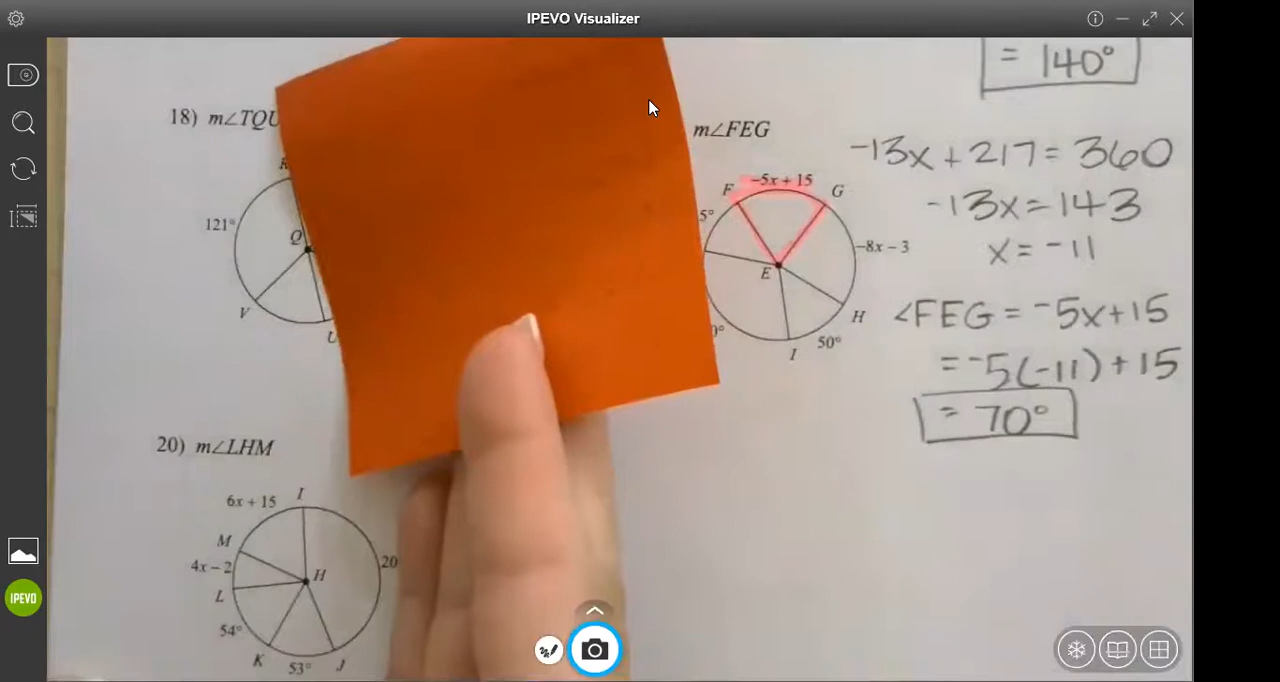 IPEVO Visualizer
= 140°
18) m∠TQU
121°
Q
V
m∠FEG
F
-5x + 15
G
5°
-8x - 3
E
H
50°
I
-13x + 217 = 360
-13x = 143
x = -11
∠FEG = -5x + 15
= -5(-11) + 15
= 70°
20) m∠LHM
6x + 15
I
M
4x - 2
H
20
L
54°
K
53°
J
IPEVO